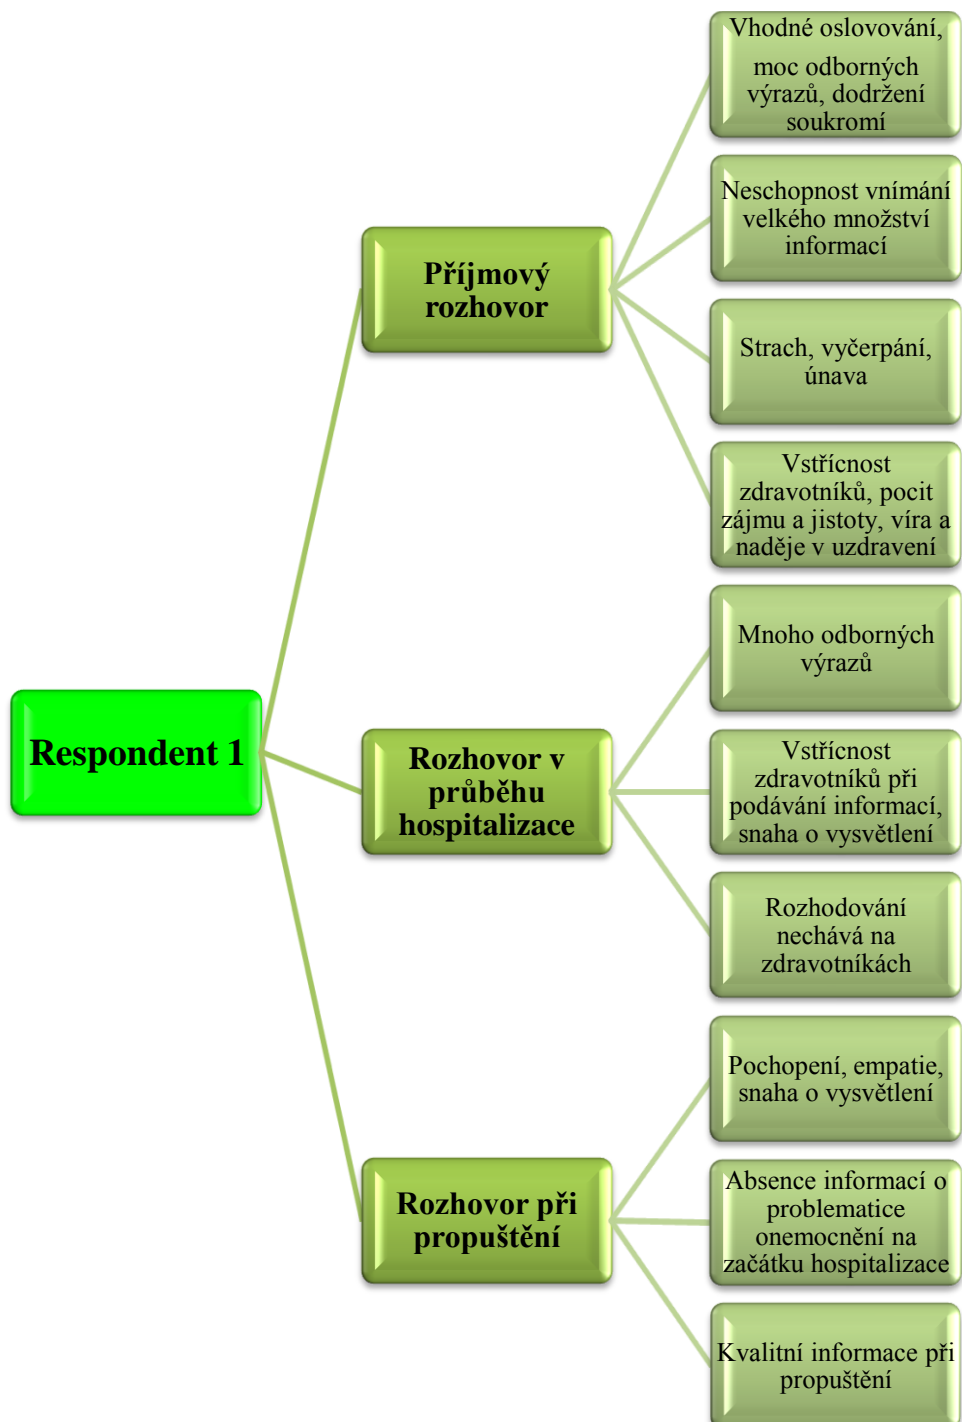 Respondent 1
Příjmový
rozhovor
Vhodné oslovování,
moc odborných
výrazů, dodržení
soukromí
Neschopnost vnímání
velkého množství
informací
Strach, vyčerpání,
únava
Vstřícnost
zdravotníků, pocit
zájmu a jistoty, víra a
naděje v uzdravení
Rozhovor v
průběhu
hospitalizace
Mnoho odborných
výrazů
Vstřícnost
zdravotníků při
podávání informací,
snaha o vysvětlení
Rozhodování
nechává na
zdravotníkách
Rozhovor při
propuštění
Pochopení, empatie,
snaha o vysvětlení
Absence informací o
problematice
onemocnění na
začátku hospitalizace
Kvalitní informace při
propuštění